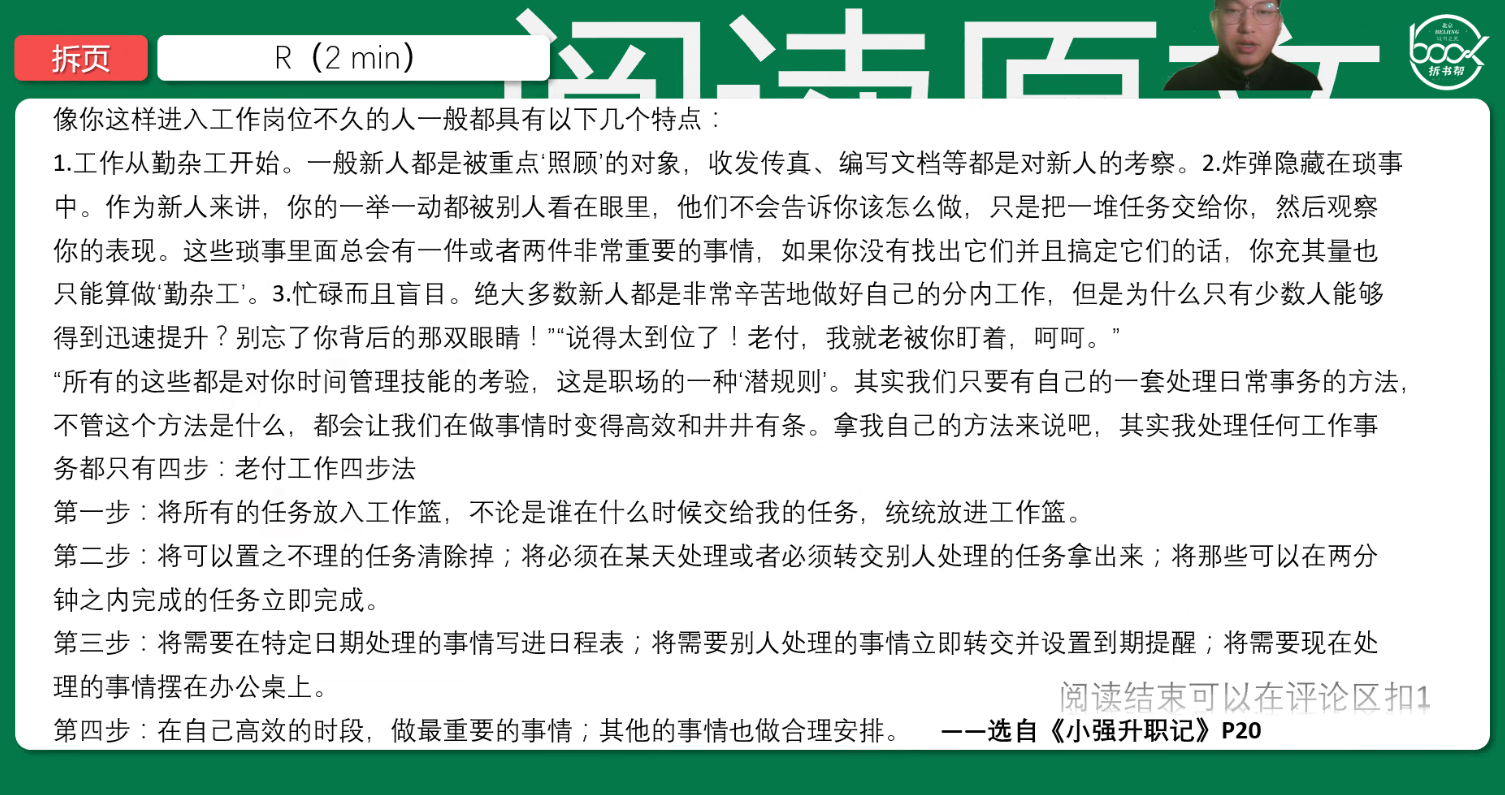 阅读原文
拆页
R（2 min）
北京
BEIJING
book
拆书帮
像你这样进入工作岗位不久的人一般都具有以下几个特点：
1.工作从勤杂工开始。一般新人都是被重点‘照顾’的对象，收发传真、编写文档等都是对新人的考察。2.炸弹隐藏在琐事
中。作为新人来讲，你的一举一动都被别人看在眼里，他们不会告诉你该怎么做，只是把一堆任务交给你，然后观察
你的表现。这些琐事里面总会有一件或者两件非常重要的事情，如果你没有找出它们并且搞定它们的话，你充其量也
只能算做‘勤杂工’。3.忙碌而且盲目。绝大多数新人都是非常辛苦地做好自己的分内工作，但是为什么只有少数人能够
得到迅速提升？别忘了你背后的那双眼睛！”“说得太到位了！老付，我就老被你盯着，呵呵。”
“所有的这些都是对你时间管理技能的考验，这是职场的一种‘潜规则’。其实我们只要有自己的一套处理日常事务的方法，
不管这个方法是什么，都会让我们在做事情时变得高效和井井有条。拿我自己的方法来说吧，其实我处理任何工作事
务都只有四步：老付工作四步法
第一步：将所有的任务放入工作篮，不论是谁在什么时候交给我的任务，统统放进工作篮。
第二步：将可以置之不理的任务清除掉；将必须在某天处理或者必须转交别人处理的任务拿出来；将那些可以在两分
钟之内完成的任务立即完成。
第三步：将需要在特定日期处理的事情写进日程表；将需要别人处理的事情立即转交并设置到期提醒；将需要现在处
理的事情摆在办公桌上。
阅读结束可以在评论区扣1
第四步：在自己高效的时段，做最重要的事情；其他的事情也做合理安排。 ——选自《小强升职记》P20